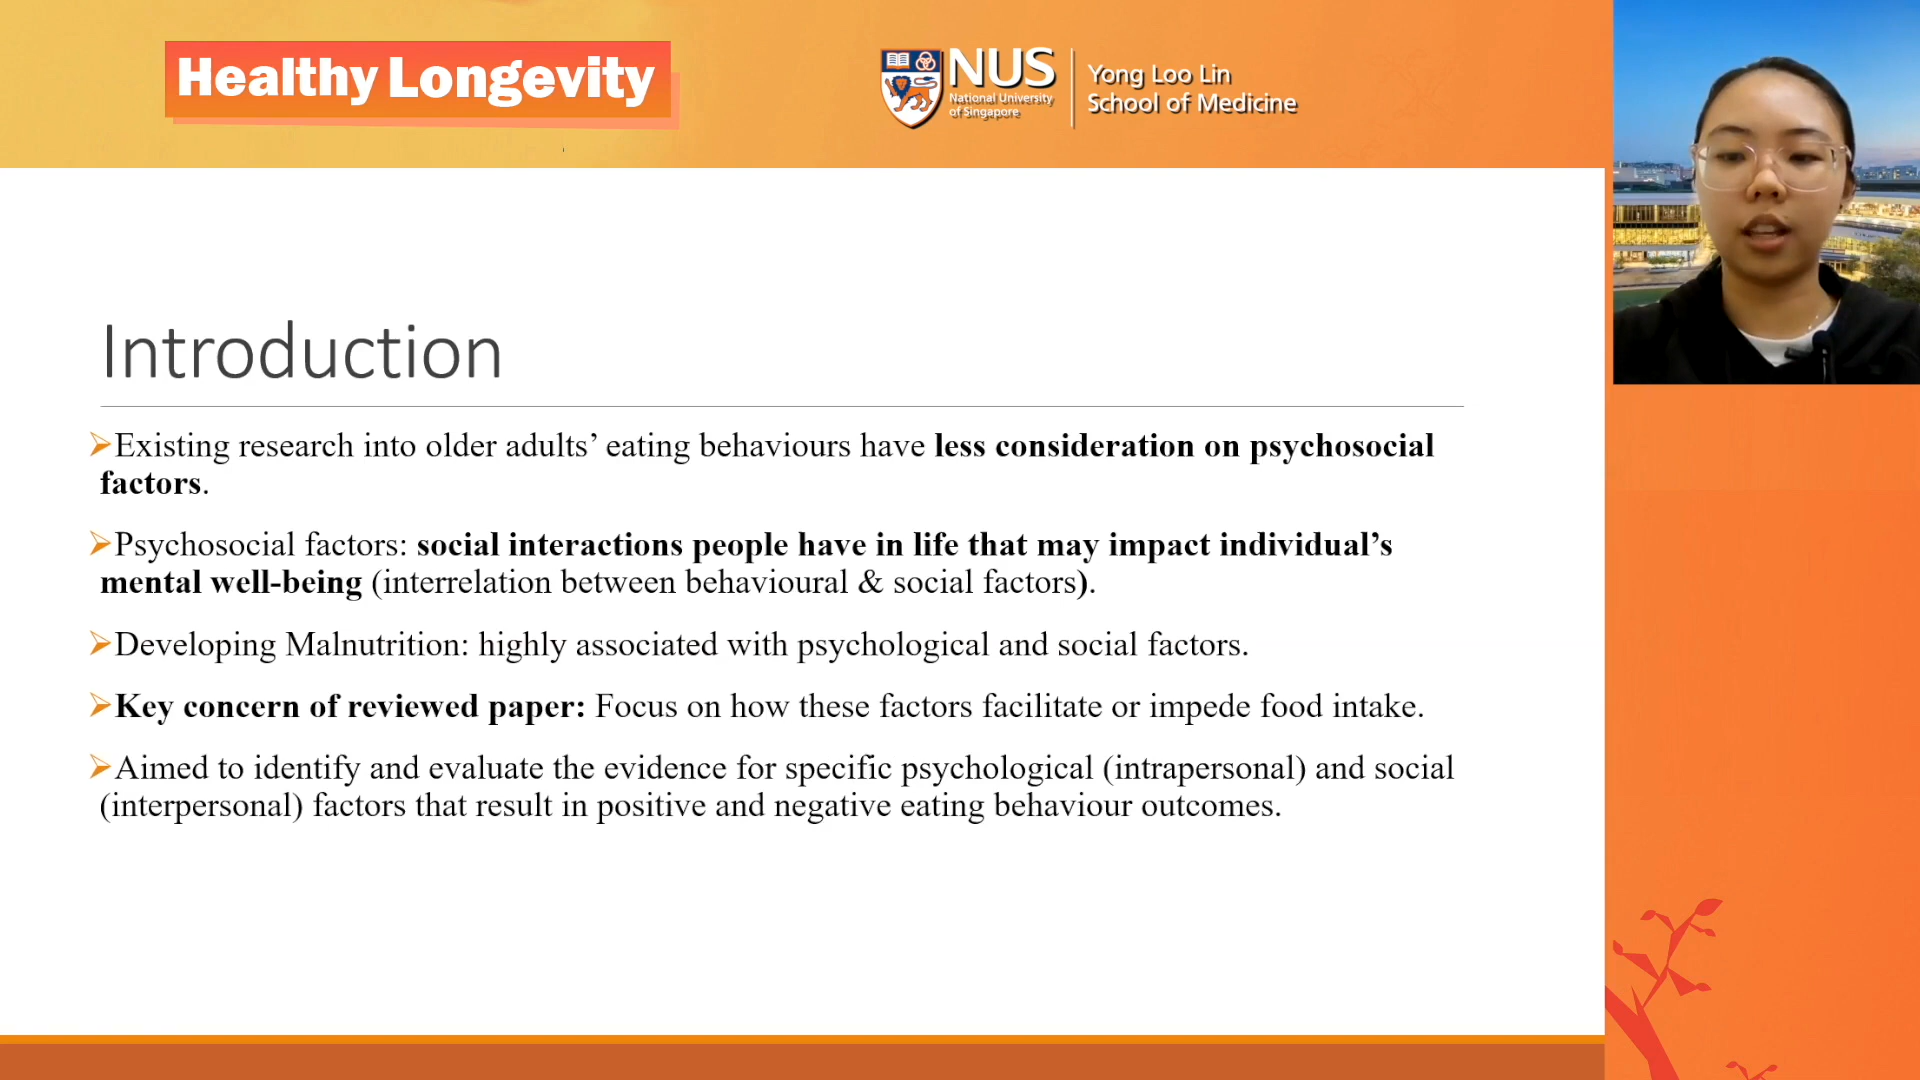 Healthy Longevity
NUS
National University
of Singapore
Yong Loo Lin
School of Medicine
Introduction
➢Existing research into older adults’ eating behaviours have less consideration on psychosocial
factors.
➢Psychosocial factors: social interactions people have in life that may impact individual’s
mental well-being (interrelation between behavioural & social factors).
➢Developing Malnutrition: highly associated with psychological and social factors.
➢Key concern of reviewed paper: Focus on how these factors facilitate or impede food intake.
➢Aimed to identify and evaluate the evidence for specific psychological (intrapersonal) and social
(interpersonal) factors that result in positive and negative eating behaviour outcomes.